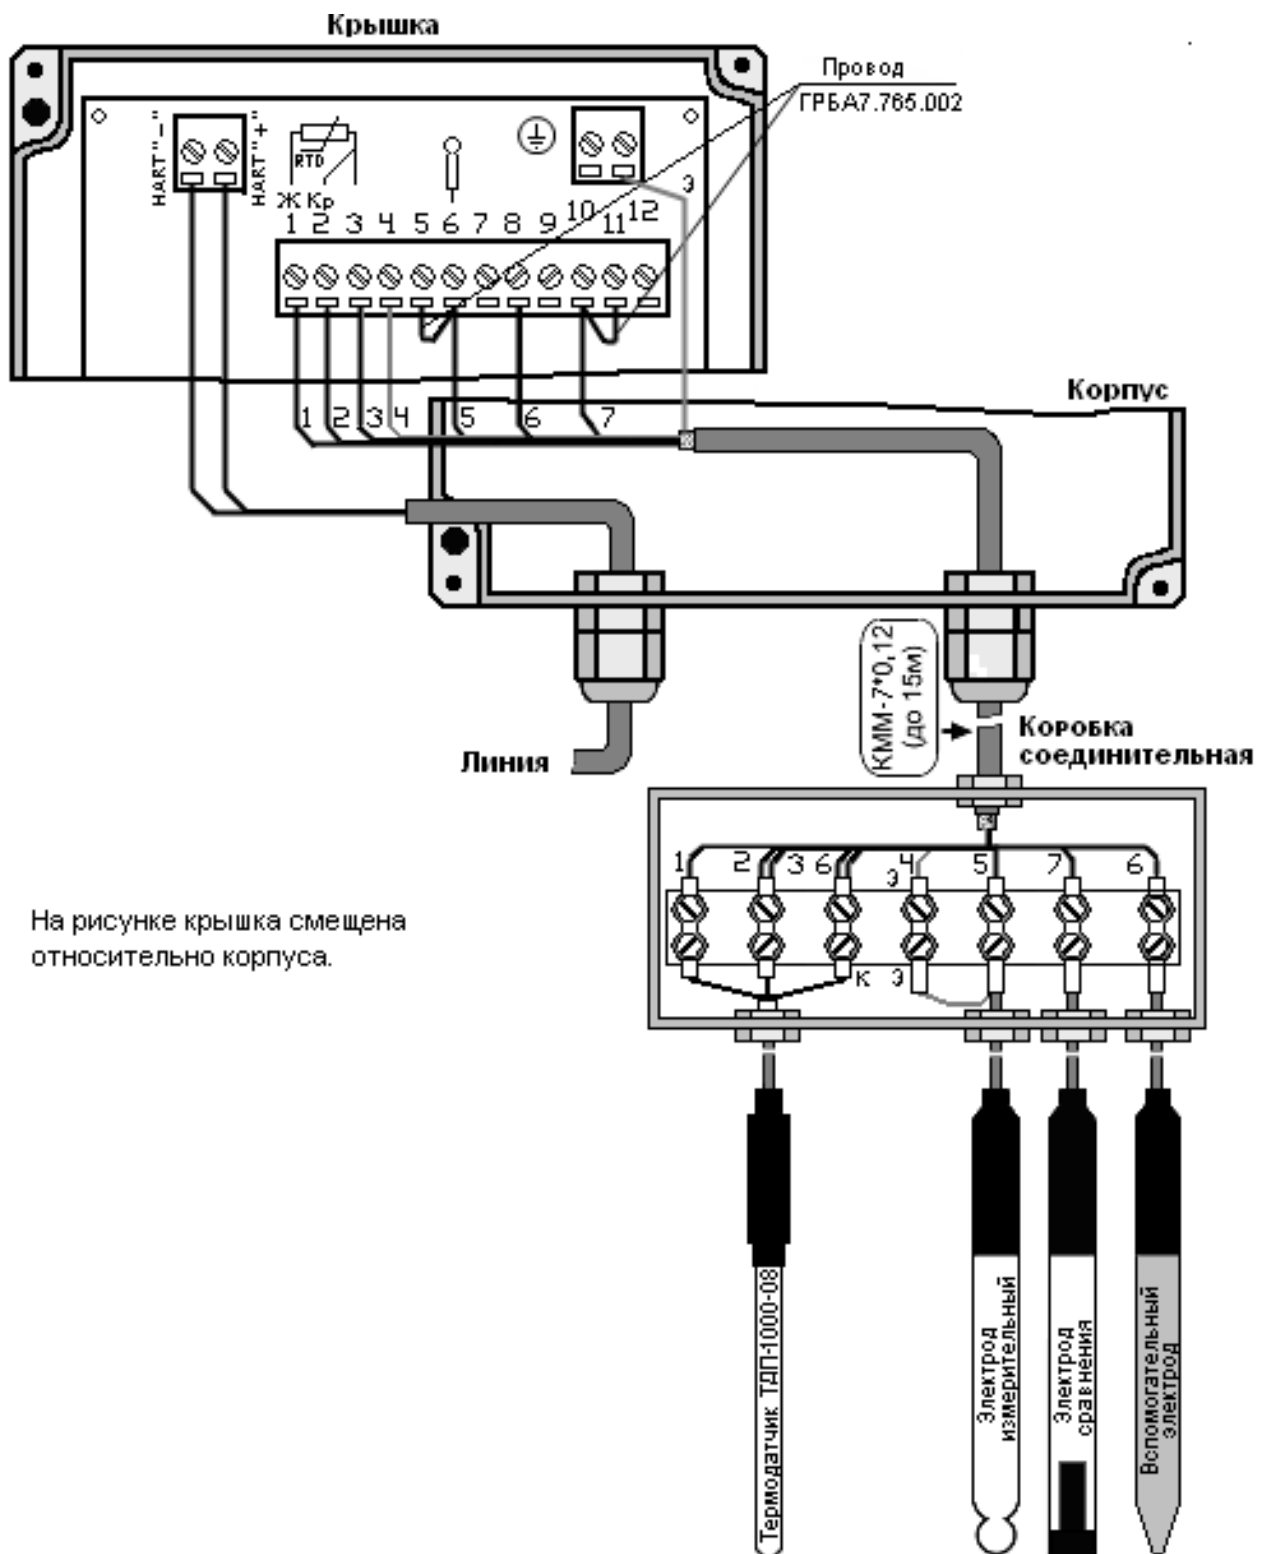 Крышка
Провод
ГРБА7.765.002
HART "-"
HART "+"
RTD
Ж Кр
Э
1 2 3 4 5 6 7 8 9 10 11 12
Корпус
1 2 3 4 5 6 7
КММ-7*0,12
(до 15м)
Линия
Коробка
соединительная
1 2 3 6 4 5 7 6
Э
На рисунке крышка смещена
относительно корпуса.
К Э
Термодатчик ТДП-1000-08
Электрод
измерительный
Электрод
сравнения
Вспомогательный
электрод